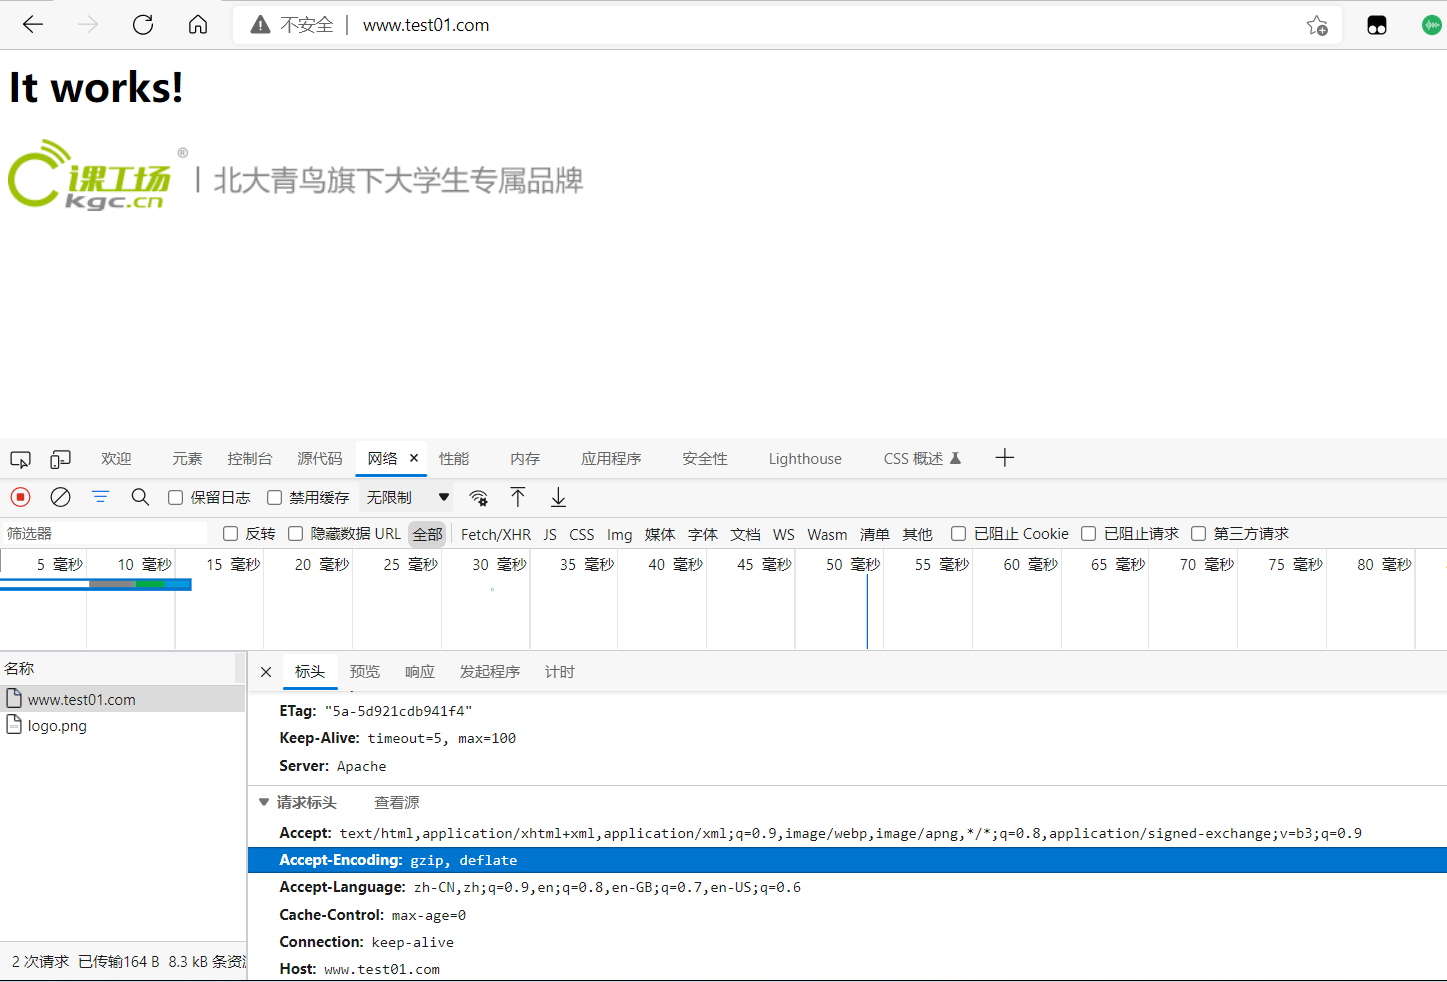 不安全 | www.test01.com
It works!
课工场® kgc.cn | 北大青鸟旗下大学生专属品牌
欢迎 元素 控制台 源代码 网络 × 性能 内存 应用程序 安全性 Lighthouse CSS 概述 +
保留日志 禁用缓存 无限制
筛选器 反转 隐藏数据 URL 全部 Fetch/XHR JS CSS Img 媒体 字体 文档 WS Wasm 清单 其他 已阻止 Cookie 已阻止请求 第三方请求
5 毫秒 10 毫秒 15 毫秒 20 毫秒 25 毫秒 30 毫秒 35 毫秒 40 毫秒 45 毫秒 50 毫秒 55 毫秒 60 毫秒 65 毫秒 70 毫秒 75 毫秒 80 毫秒
名称
www.test01.com
logo.png
2 次请求 已传输164 B 8.3 kB 条
× 标头 预览 响应 发起程序 计时
ETag: "5a-5d921cdb941f4"
Keep-Alive: timeout=5, max=100
Server: Apache
请求标头 查看源
Accept: text/html,application/xhtml+xml,application/xml;q=0.9,image/webp,image/apng,*/*;q=0.8,application/signed-exchange;v=b3;q=0.9
Accept-Encoding: gzip, deflate
Accept-Language: zh-CN,zh;q=0.9,en;q=0.8,en-GB;q=0.7,en-US;q=0.6
Cache-Control: max-age=0
Connection: keep-alive
Host: www.test01.com